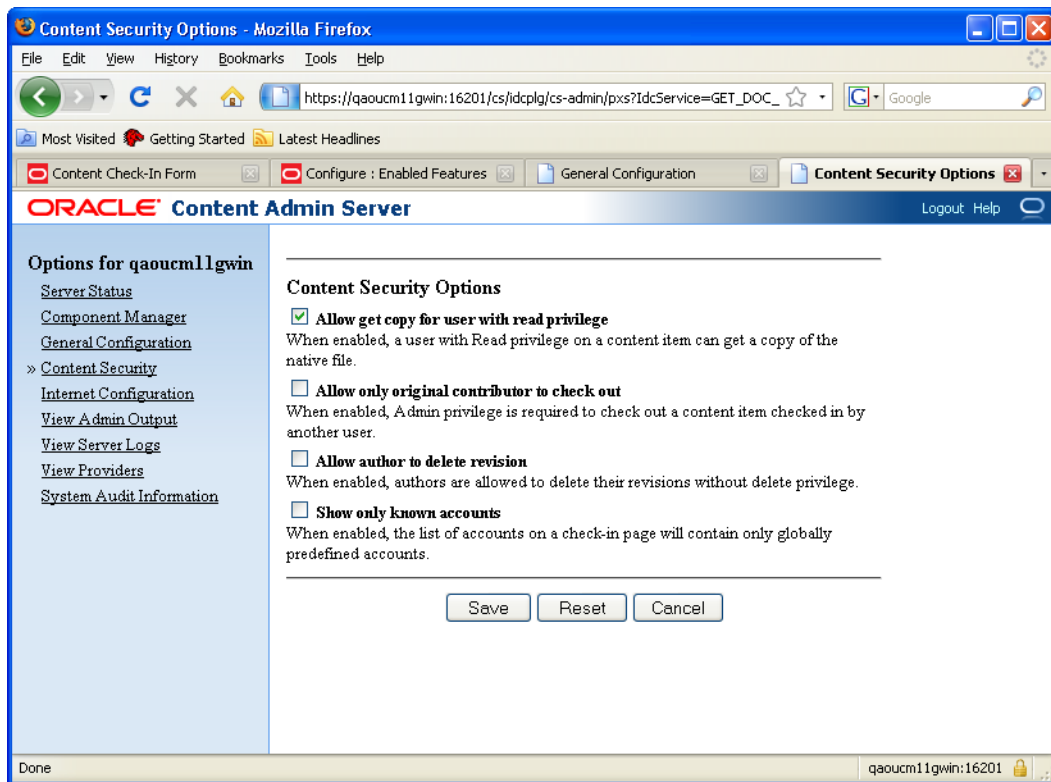 Content Security Options - Mozilla Firefox
File Edit View History Bookmarks Tools Help
https://qaoucm11gwin:16201/cs/idcplg/cs-admin/pxs?IdcService=GET_DOC_
G Google
Most Visited Getting Started Latest Headlines
Content Check-In Form Configure : Enabled Features General Configuration Content Security Options
ORACLE Content Admin Server
Logout Help
Options for qaoucm11gwin
Server Status
Component Manager
General Configuration
» Content Security
Internet Configuration
View Admin Output
View Server Logs
View Providers
System Audit Information
Content Security Options
Allow get copy for user with read privilege
When enabled, a user with Read privilege on a content item can get a copy of the
native file.
Allow only original contributor to check out
When enabled, Admin privilege is required to check out a content item checked in by
another user.
Allow author to delete revision
When enabled, authors are allowed to delete their revisions without delete privilege.
Show only known accounts
When enabled, the list of accounts on a check-in page will contain only globally
predefined accounts.
Save Reset Cancel
Done
qaoucm11gwin:16201